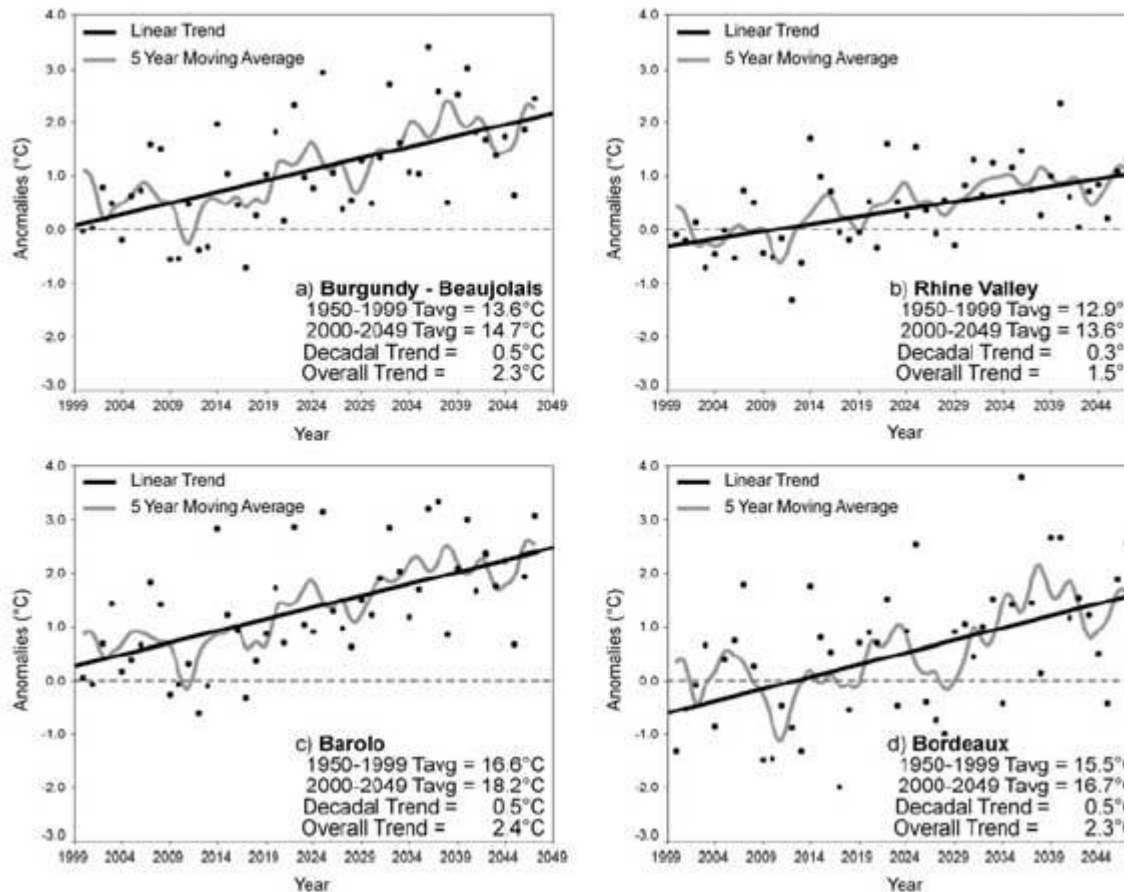 4.0
Linear Trend
5 Year Moving Average
3.0
2.0
1.0
0.0
-1.0
-2.0
-3.0
Anomalies (°C)
a) Burgundy - Beaujolais
1950-1999 Tavg = 13.6°C
2000-2049 Tavg = 14.7°C
Decadal Trend = 0.5°C
Overall Trend = 2.3°C
1999 2004 2009 2014 2019 2024 2029 2034 2039 2044 2049
Year
4.0
Linear Trend
5 Year Moving Average
3.0
2.0
1.0
0.0
-1.0
-2.0
-3.0
Anomalies (°C)
b) Rhine Valley
1950-1999 Tavg = 12.9°
2000-2049 Tavg = 13.6°
Decadal Trend = 0.3°
Overall Trend = 1.5°
1999 2004 2009 2014 2019 2024 2029 2034 2039 2044
Year
4.0
Linear Trend
5 Year Moving Average
3.0
2.0
1.0
0.0
-1.0
-2.0
-3.0
Anomalies (°C)
c) Barolo
1950-1999 Tavg = 16.6°C
2000-2049 Tavg = 18.2°C
Decadal Trend = 0.5°C
Overall Trend = 2.4°C
1999 2004 2009 2014 2019 2024 2029 2034 2039 2044 2049
Year
4.0
Linear Trend
5 Year Moving Average
3.0
2.0
1.0
0.0
-1.0
-2.0
-3.0
Anomalies (°C)
d) Bordeaux
1950-1999 Tavg = 15.5°
2000-2049 Tavg = 16.7°
Decadal Trend = 0.5°
Overall Trend = 2.3°
1999 2004 2009 2014 2019 2024 2029 2034 2039 2044
Year